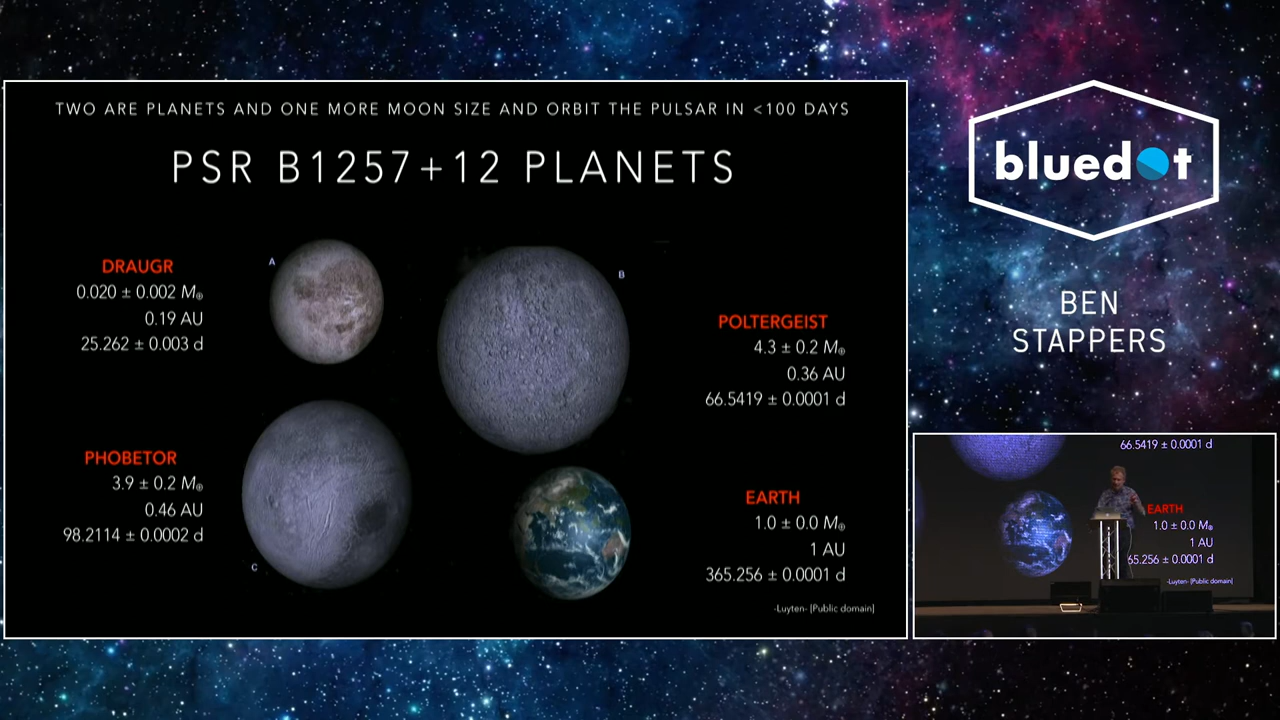 TWO ARE PLANETS AND ONE MORE MOON SIZE AND ORBIT THE PULSAR IN <100 DAYS
PSR B1257+12 PLANETS
A
DRAUGR
0.020 ± 0.002 M⊕
0.19 AU
25.262 ± 0.003 d
B
POLTERGEIST
4.3 ± 0.2 M⊕
0.36 AU
66.5419 ± 0.0001 d
PHOBETOR
3.9 ± 0.2 M⊕
0.46 AU
98.2114 ± 0.0002 d
C
EARTH
1.0 ± 0.0 M⊕
1 AU
365.256 ± 0.0001 d
-Luyten- [Public domain]
bluedot
BEN
STAPPERS
66.5419 ± 0.0001 d
EARTH
1.0 ± 0.0 M⊕
1 AU
65.256 ± 0.0001 d
-Luyten- [Public domain]